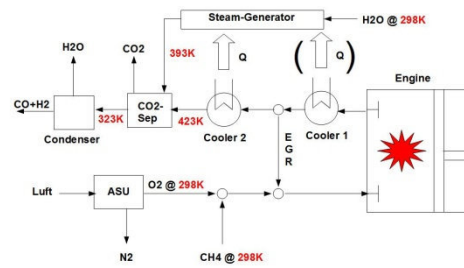 Steam-Generator
H2O @ 298K
H2O
CO2
393K
Q
( Q )
Engine
CO+H2
323K
CO2-
Sep
423K
Condenser
Cooler 2
Cooler 1
E
G
R
Luft
ASU
O2 @ 298K
N2
CH4 @ 298K